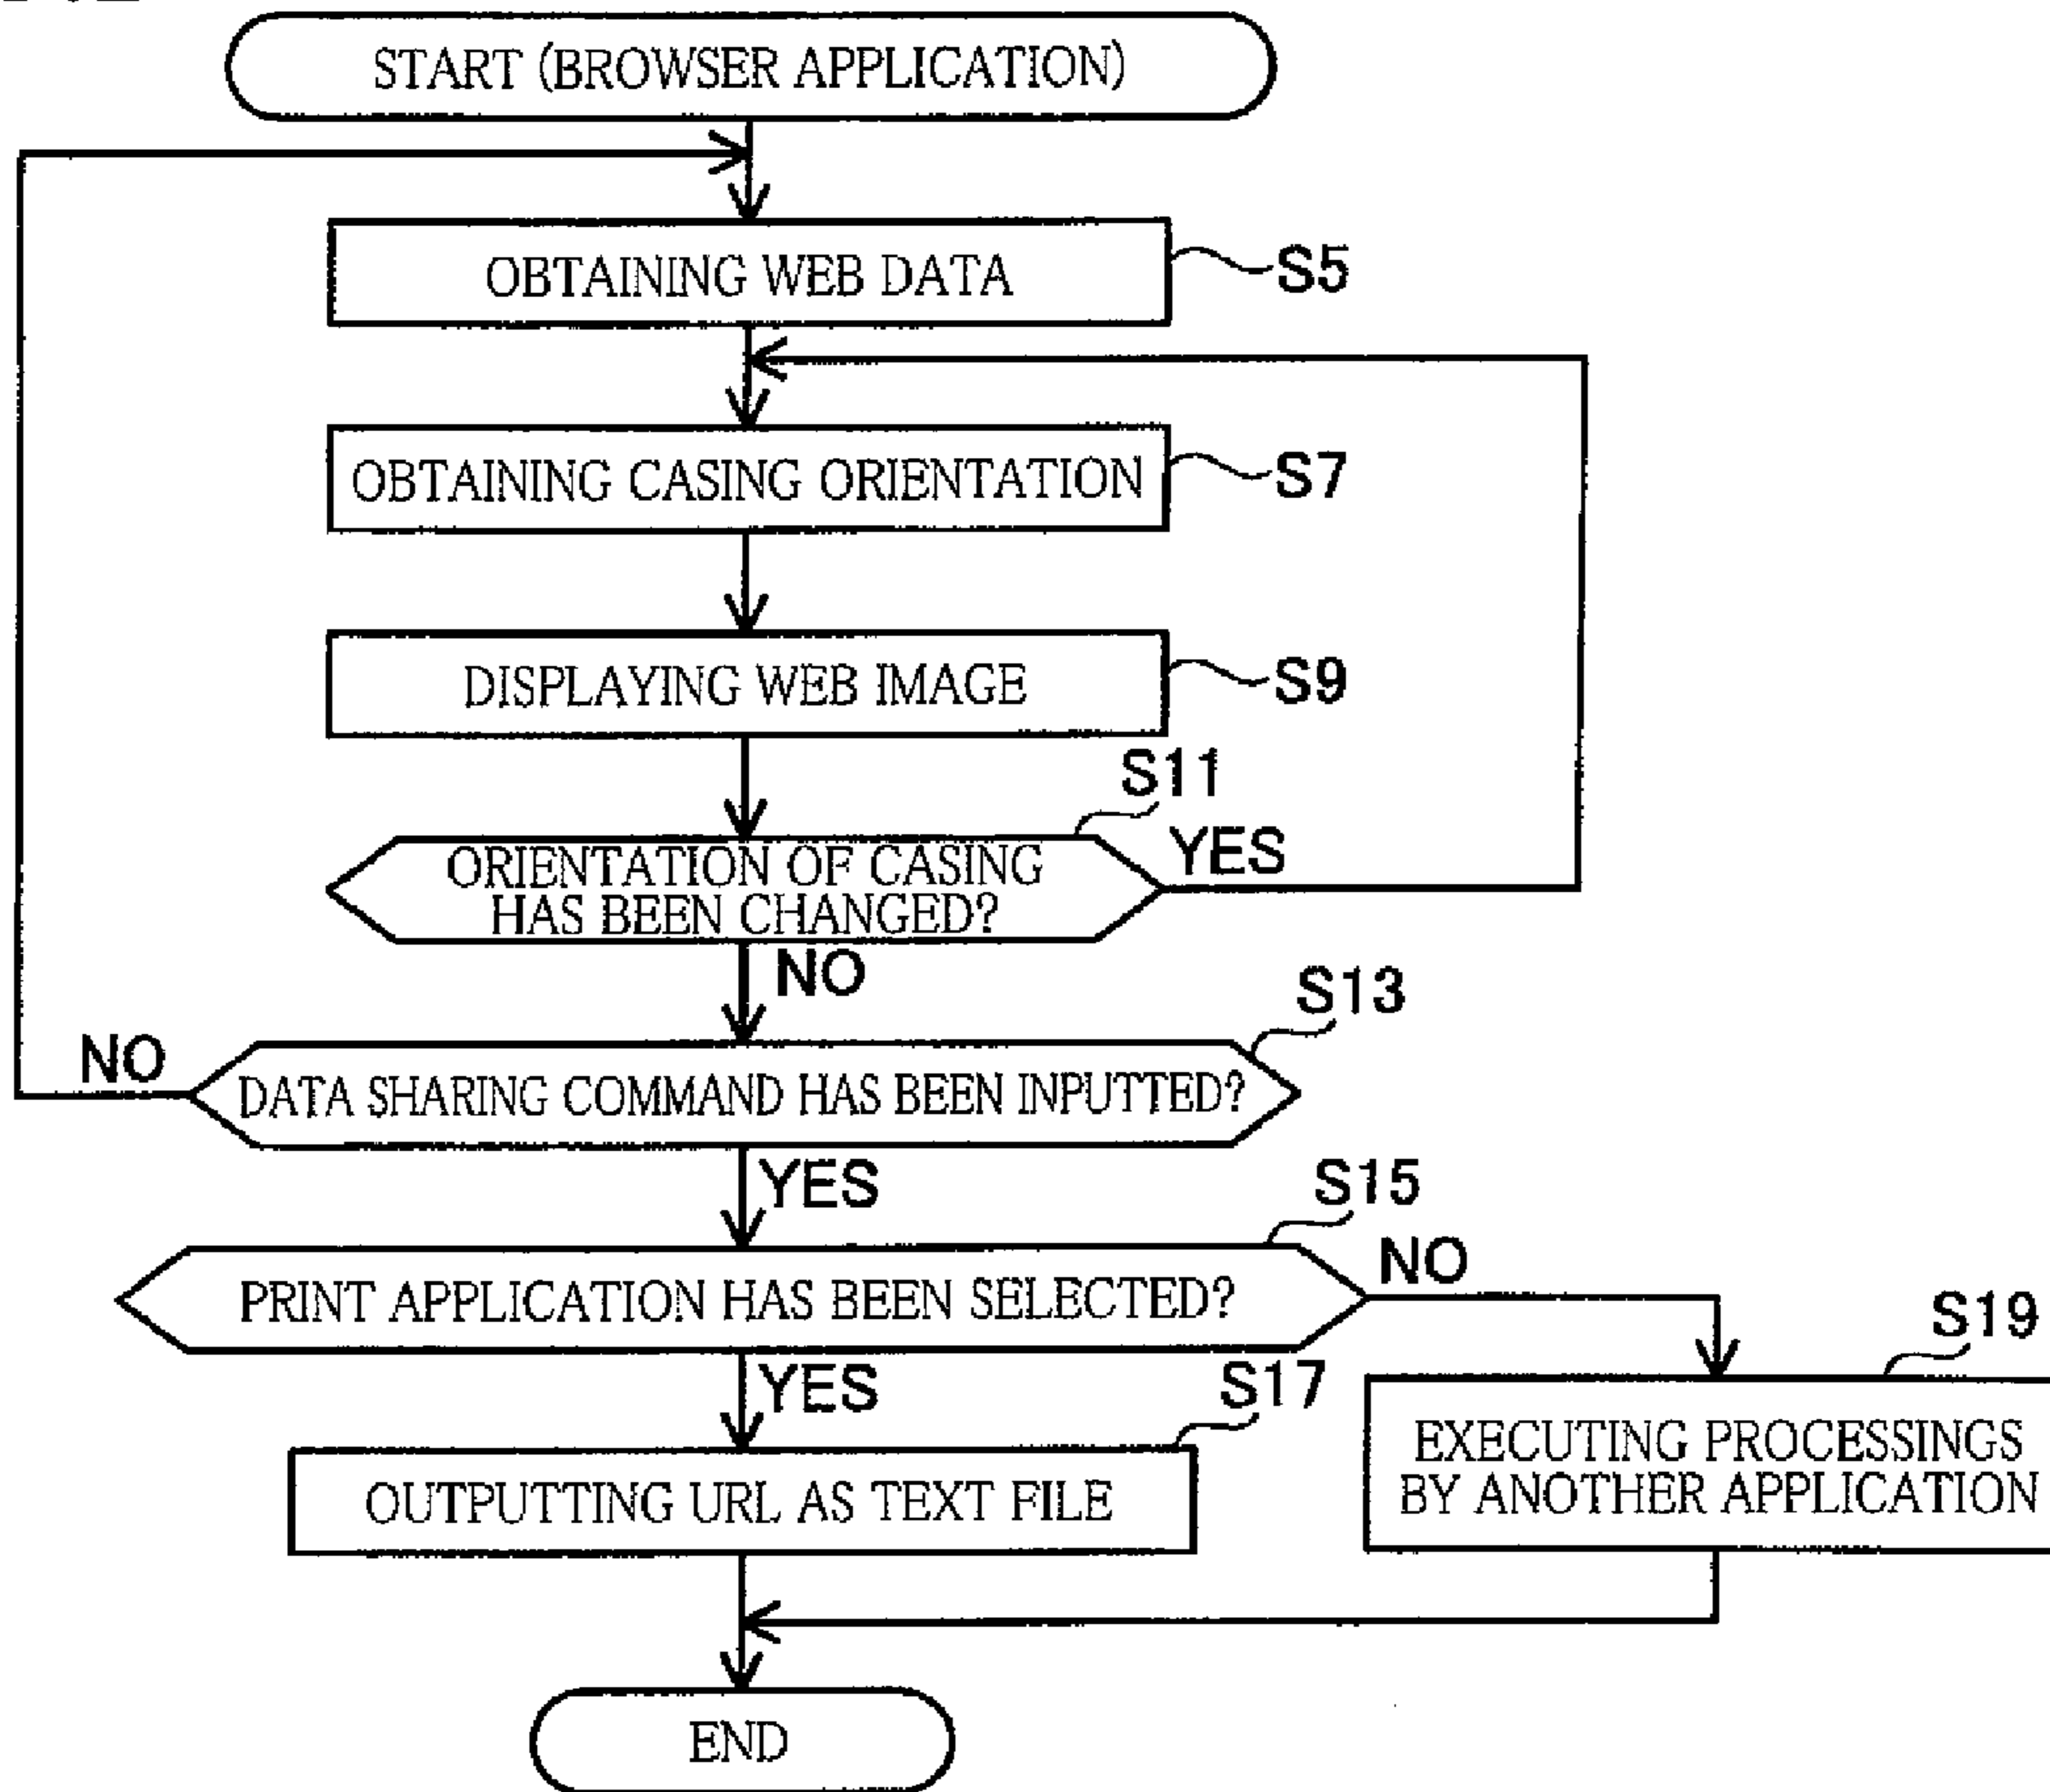 START (BROWSER APPLICATION)
OBTAINING WEB DATA
S5
OBTAINING CASING ORIENTATION
S7
DISPLAYING WEB IMAGE
S9
S11
ORIENTATION OF CASING
HAS BEEN CHANGED?
YES
NO
S13
NO
DATA SHARING COMMAND HAS BEEN INPUTTED?
YES
S15
PRINT APPLICATION HAS BEEN SELECTED?
NO
S19
YES
S17
OUTPUTTING URL AS TEXT FILE
EXECUTING PROCESSINGS
BY ANOTHER APPLICATION
END